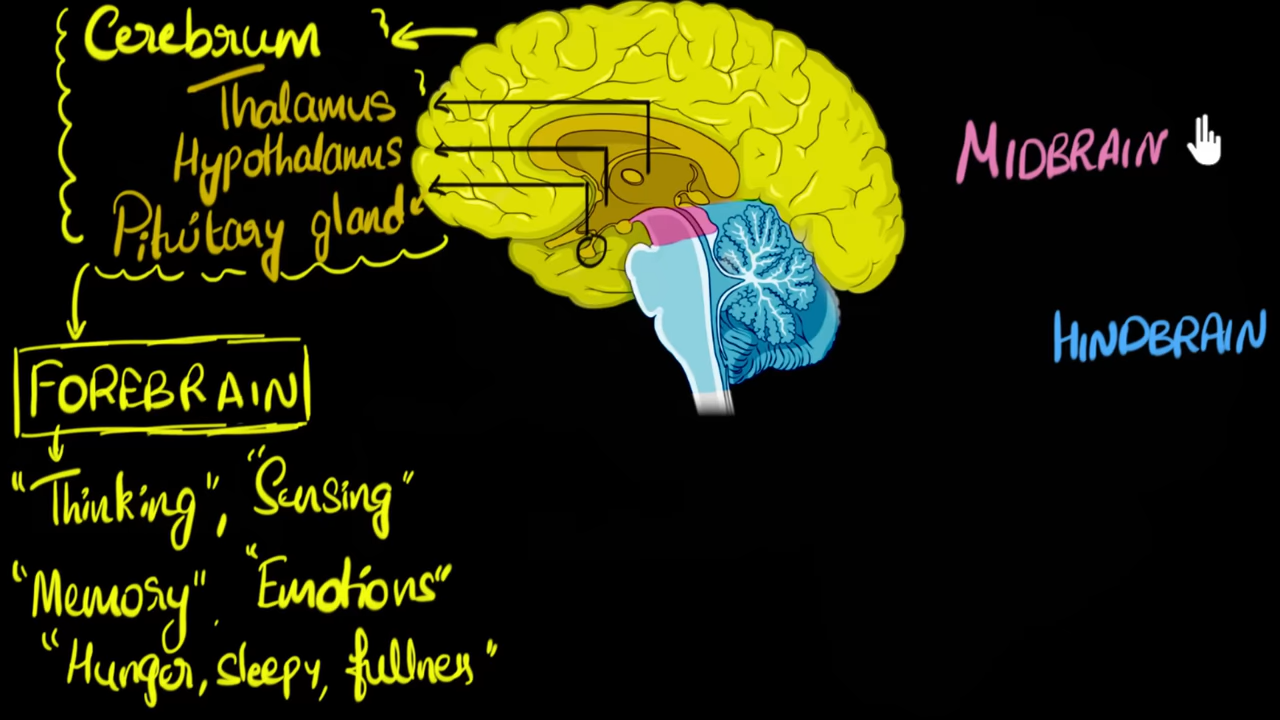 Cerebrum
Thalamus
Hypothalamus
Pituitary gland
FOREBRAIN
"Thinking", "Sensing"
"Memory" "Emotions"
"Hunger, sleepy, fullness"
MIDBRAIN
HINDBRAIN